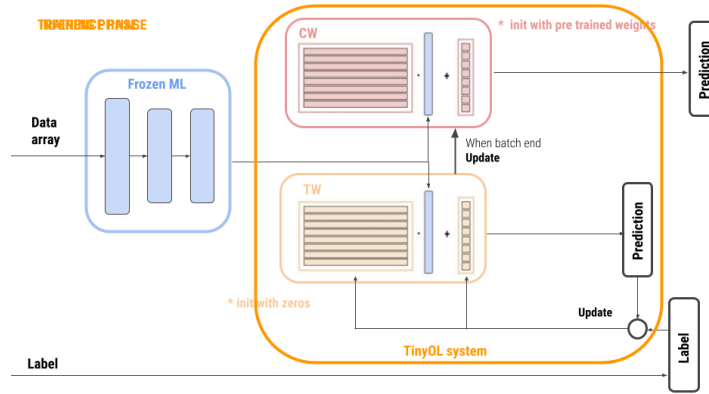 CW
* init with pre trained weights
Prediction
Frozen ML
Data
array
When batch end
Update
TW
Prediction
* init with zeros
Update
TinyOL system
Label
Label